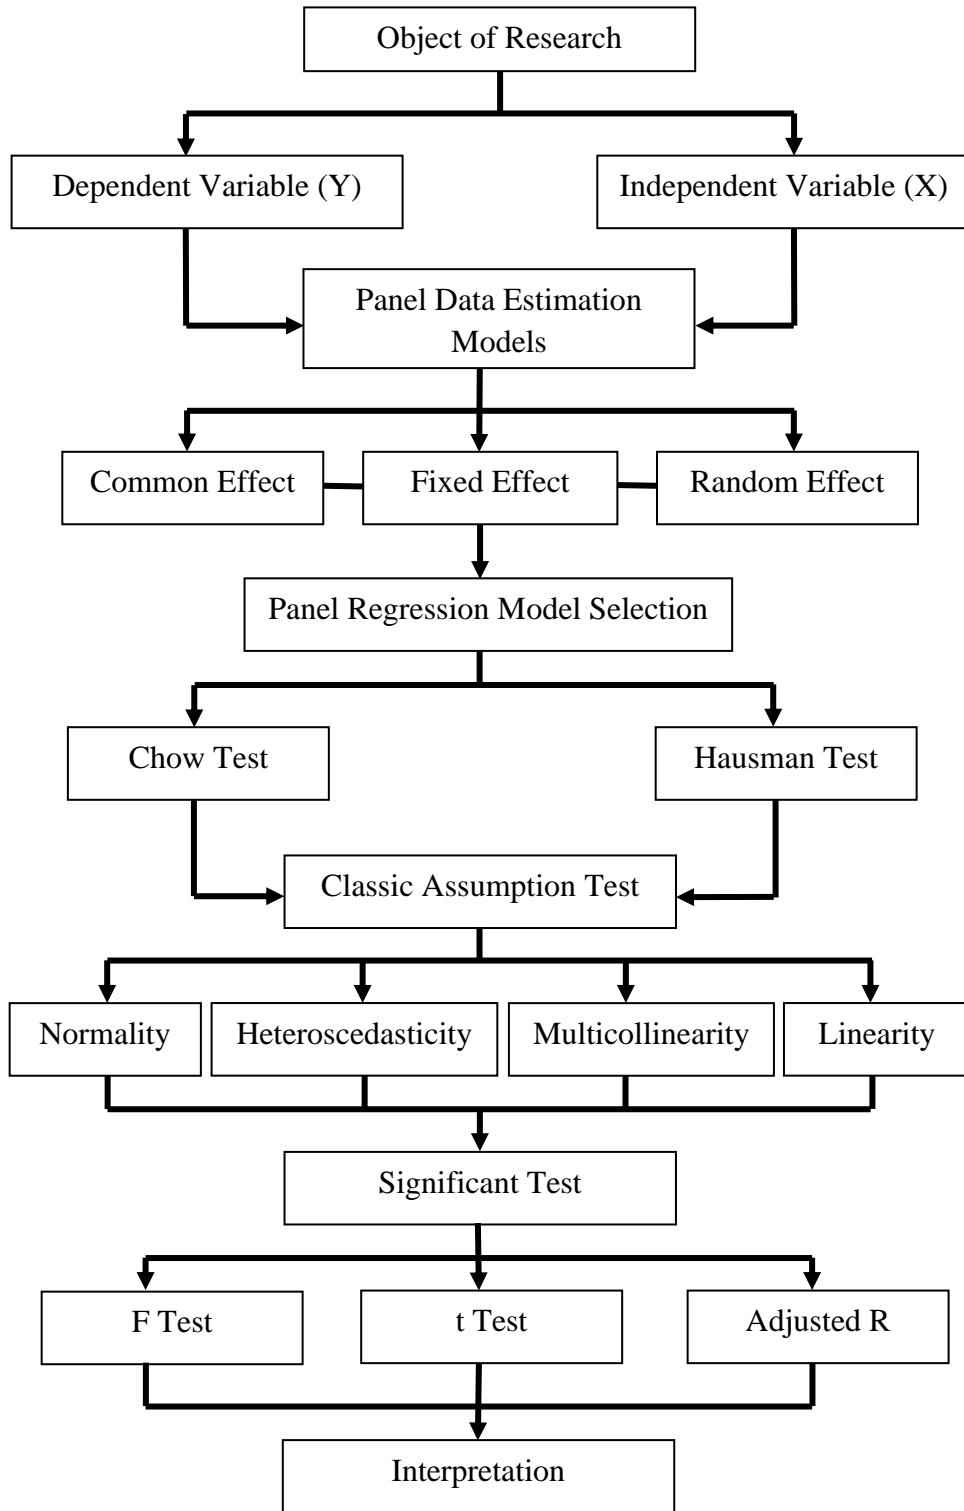 Object of Research
Dependent Variable (Y)
Independent Variable (X)
Panel Data Estimation
Models
Common Effect
Fixed Effect
Random Effect
Panel Regression Model Selection
Chow Test
Hausman Test
Classic Assumption Test
Normality
Heteroscedasticity
Multicollinearity
Linearity
Significant Test
F Test
t Test
Adjusted R
Interpretation